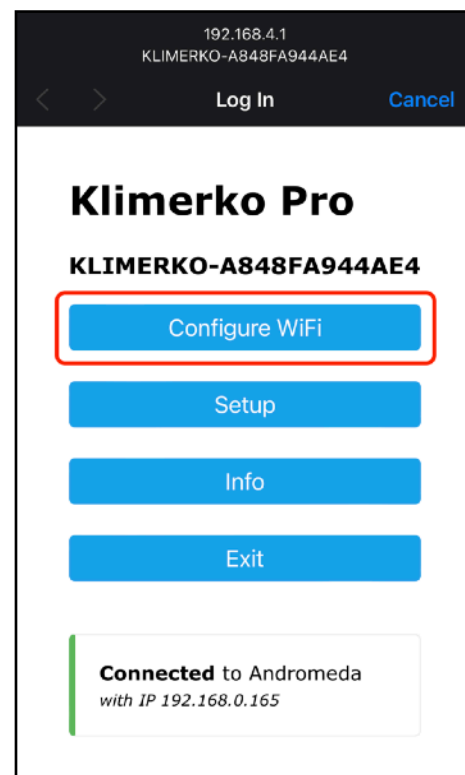 192.168.4.1
KLIMERKO-A848FA944AE4
Log In
Cancel
Klimerko Pro
KLIMERKO-A848FA944AE4
Configure WiFi
Setup
Info
Exit
Connected to Andromeda
with IP 192.168.0.165